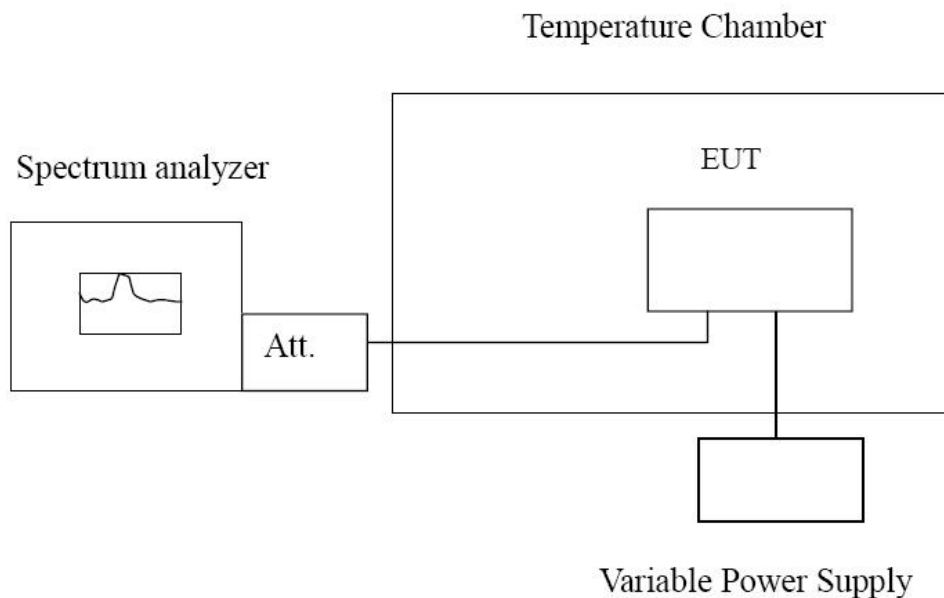 Temperature Chamber
Spectrum analyzer
EUT
Att.
Variable Power Supply